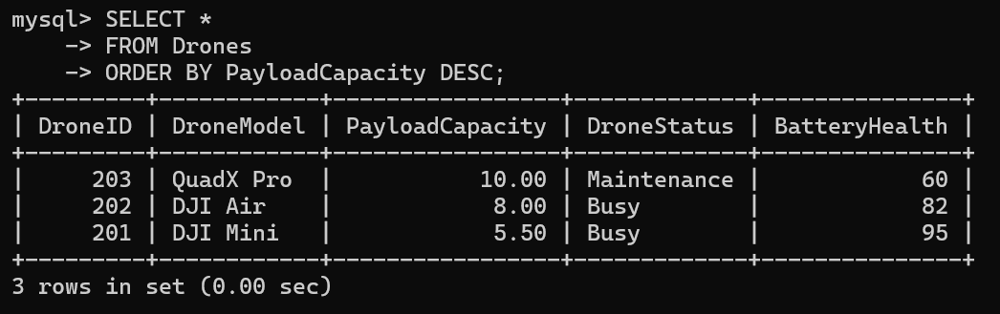 mysql> SELECT *
    -> FROM Drones
    -> ORDER BY PayloadCapacity DESC;
+---------+------------+-----------------+-------------+---------------+
| DroneID | DroneModel | PayloadCapacity | DroneStatus | BatteryHealth |
+---------+------------+-----------------+-------------+---------------+
|     203 | QuadX Pro  |           10.00 | Maintenance |            60 |
|     202 | DJI Air    |            8.00 | Busy        |            82 |
|     201 | DJI Mini   |            5.50 | Busy        |            95 |
+---------+------------+-----------------+-------------+---------------+
3 rows in set (0.00 sec)